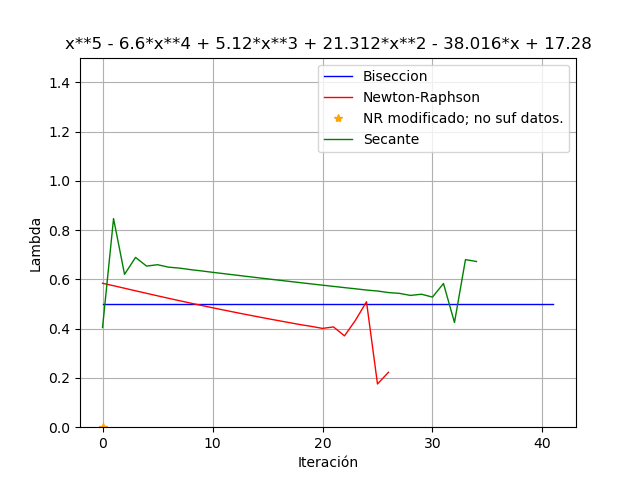 x**5 - 6.6*x**4 + 5.12*x**3 + 21.312*x**2 - 38.016*x + 17.28
Biseccion
Newton-Raphson
NR modificado; no suf datos.
Secante
Lambda
1.4
1.2
1.0
0.8
0.6
0.4
0.2
0.0
0 10 20 30 40
Iteración